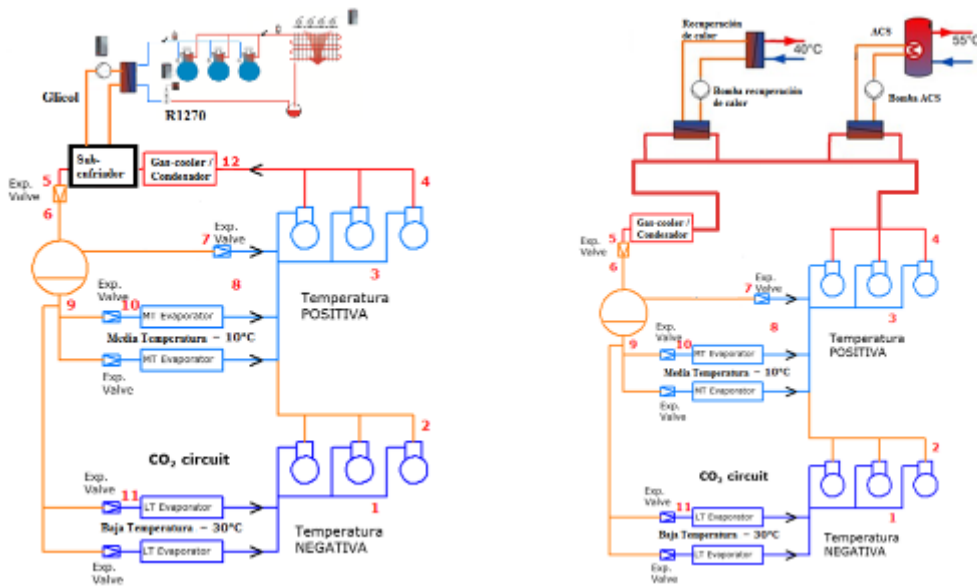 Glicol
R1270
Sub-
enfriador
Gas-cooler /
Condensador
12
4
Exp.
Valve
5
6
7
Exp.
Valve
3
8
Temperatura
POSITIVA
9
Exp.
Valve
10
MT Evaporator
Media Temperatura - 10°C
MT Evaporator
Exp.
Valve
2
CO₂ circuit
Exp.
Valve
11
LT Evaporator
1
Baja Temperatura - 30°C
Temperatura
NEGATIVA
LT Evaporator
Exp.
Valve
Recuperación
de calor
40°C
ACS
55°C
Bomba recuperación
de calor
Bomba ACS
Gas-cooler /
Condensador
5
Exp.
Valve
6
4
7
Exp.
Valve
3
8
Temperatura
POSITIVA
9
Exp.
Valve
10
MT Evaporator
Media Temperatura - 10°C
MT Evaporator
Exp.
Valve
2
CO₂ circuit
Exp.
Valve
11
LT Evaporator
1
Baja Temperatura - 30°C
Temperatura
NEGATIVA
LT Evaporator
Exp.
Valve